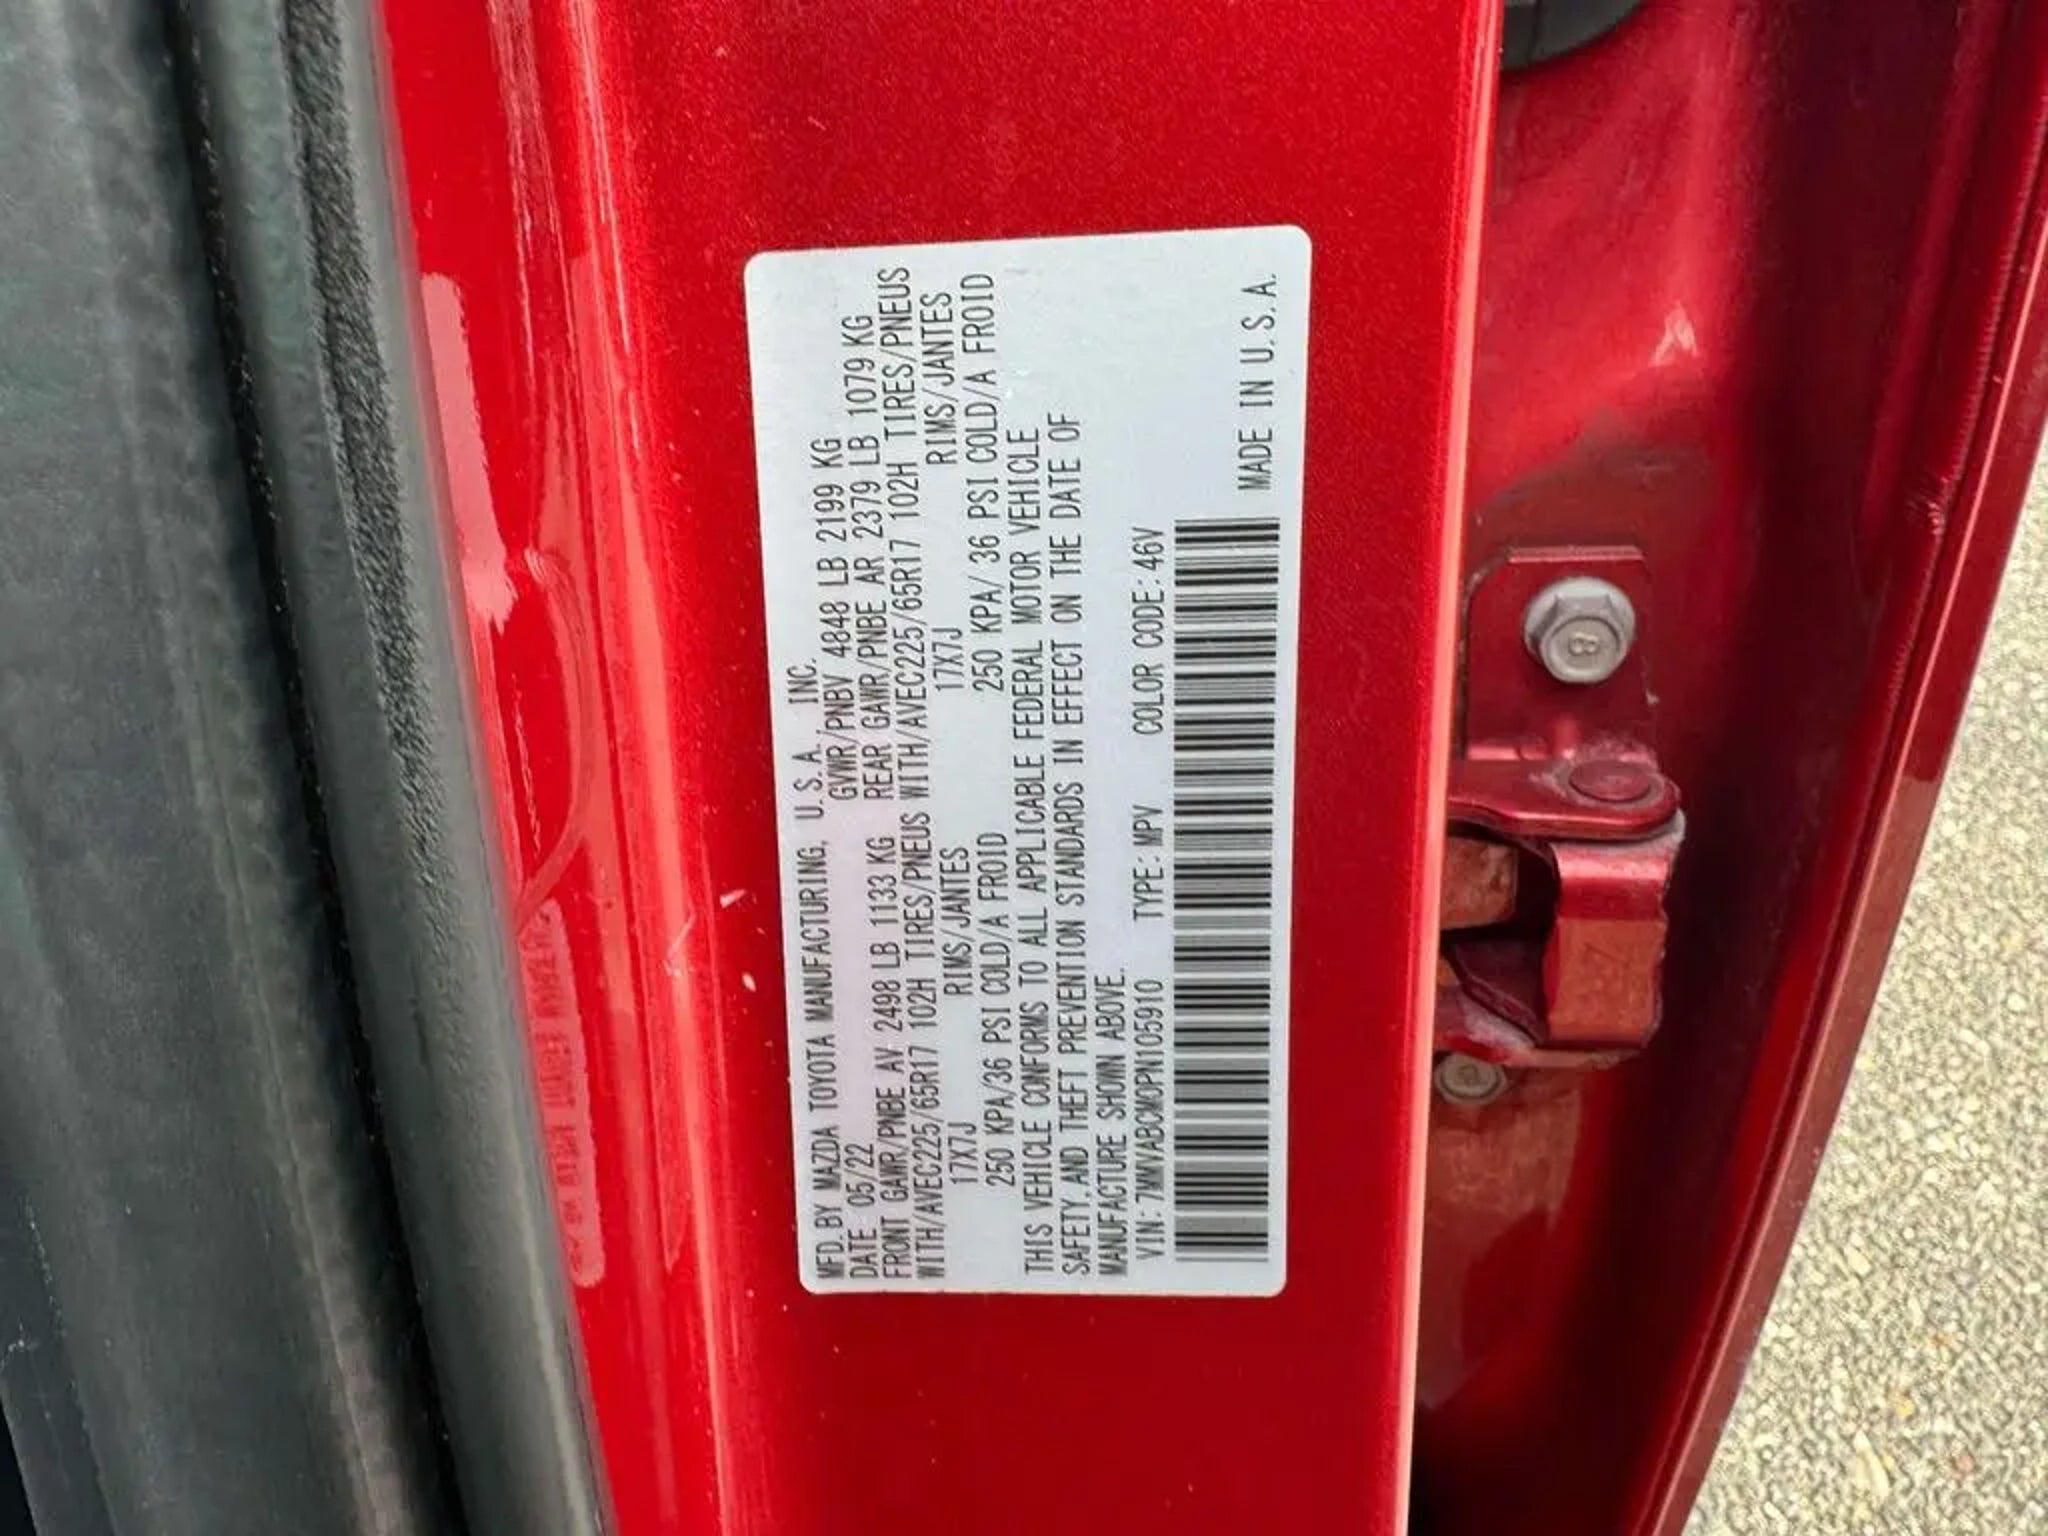 MFD. BY MAZDA TOYOTA MANUFACTURING, U.S.A. INC.
DATE 05/22 GVWR/PNBV 4848 LB 2199 KG
FRONT GAWR/PNBE AV 2498 LB 1133 KG REAR GAWR/PNBE AR 2379 LB 1079 KG
WITH/AVEC225/65R17 102H TIRES/PNEUS WITH/AVEC225/65R17 102H TIRES/PNEUS
17X7J RIMS/JANTES 17X7J RIMS/JANTES
250 KPA/36 PSI COLD/A FROID 250 KPA/ 36 PSI COLD/A FROID
THIS VEHICLE CONFORMS TO ALL APPLICABLE FEDERAL MOTOR VEHICLE
SAFETY, AND THEFT PREVENTION STANDARDS IN EFFECT ON THE DATE OF
MANUFACTURE SHOWN ABOVE.
VIN: 7MMVABCM0PN105910 TYPE: MPV COLOR CODE: 46V
MADE IN U.S.A.
8